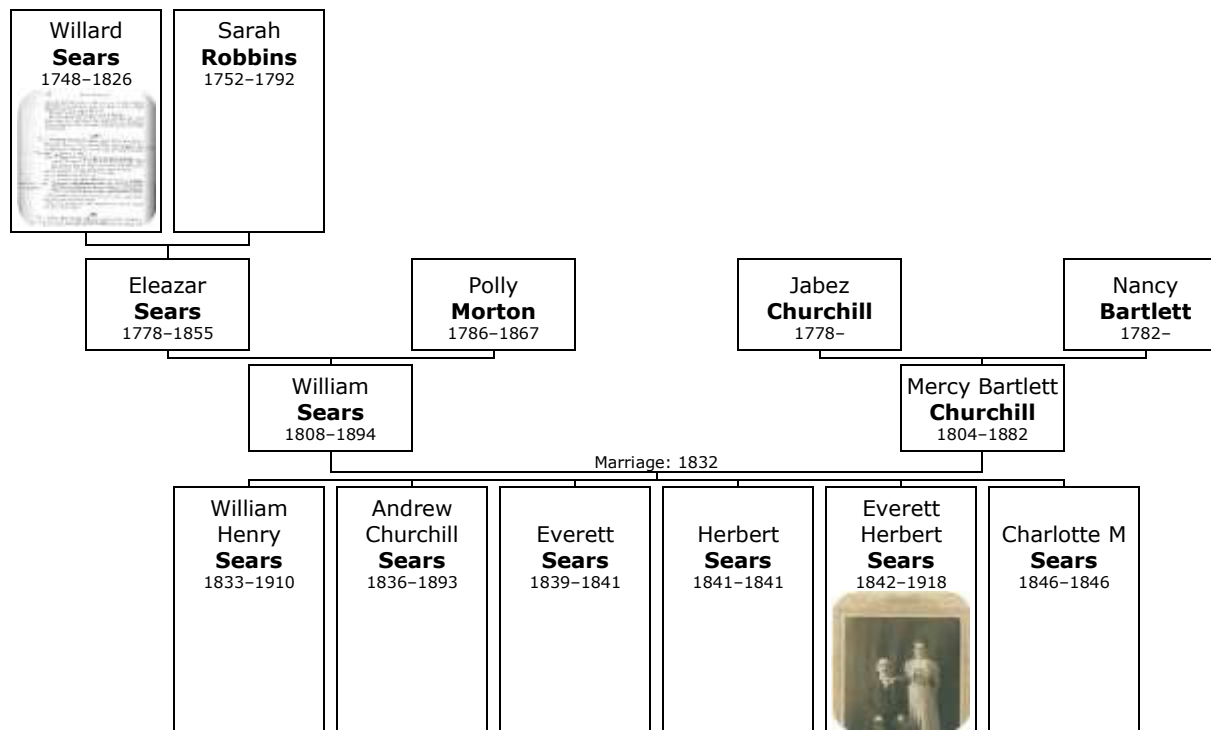 Willard
Sears
1748–1826
Sarah
Robbins
1752–1792
Eleazar
Sears
1778–1855
Polly
Morton
1786–1867
Jabez
Churchill
1778–
Nancy
Bartlett
1782–
William
Sears
1808–1894
Mercy Bartlett
Churchill
1804–1882
Marriage: 1832
William
Henry
Sears
1833–1910
Andrew
Churchill
Sears
1836–1893
Everett
Sears
1839–1841
Herbert
Sears
1841–1841
Everett
Herbert
Sears
1842–1918
Charlotte M
Sears
1846–1846